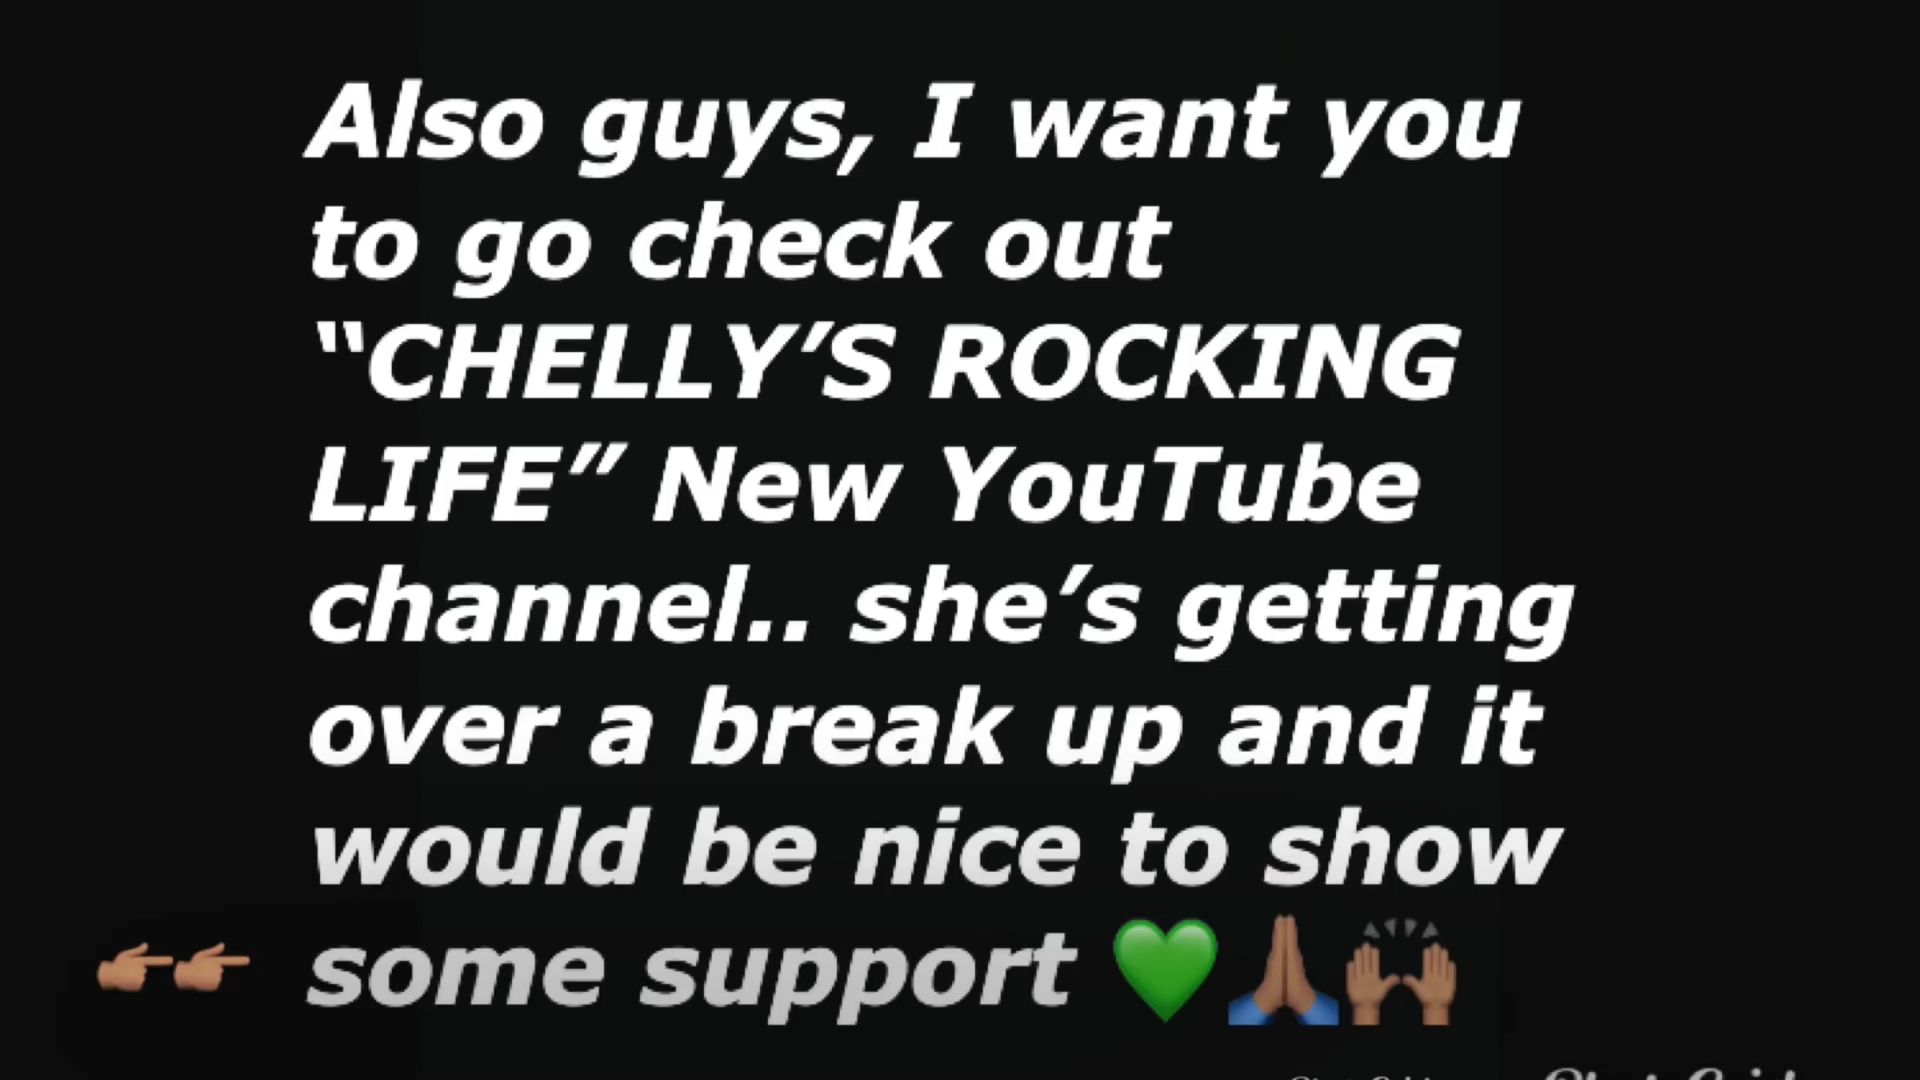 Also guys, I want you
to go check out
“CHELLY’S ROCKING
LIFE” New YouTube
channel.. she’s getting
over a break up and it
would be nice to show
👉🏽👉🏽 some support 💚🙏🏽🙌🏽